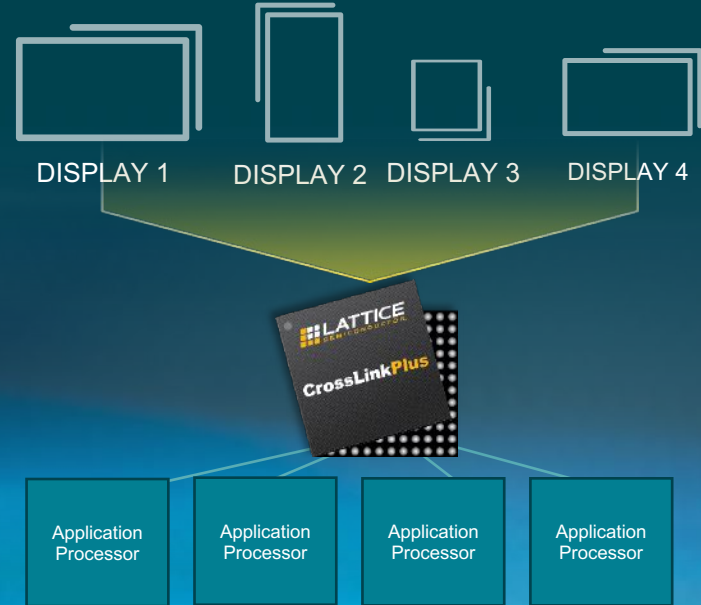 DISPLAY 1
DISPLAY 2
DISPLAY 3
DISPLAY 4
LATTICE
SEMICONDUCTOR
CrossLinkPlus
Application
Processor
Application
Processor
Application
Processor
Application
Processor